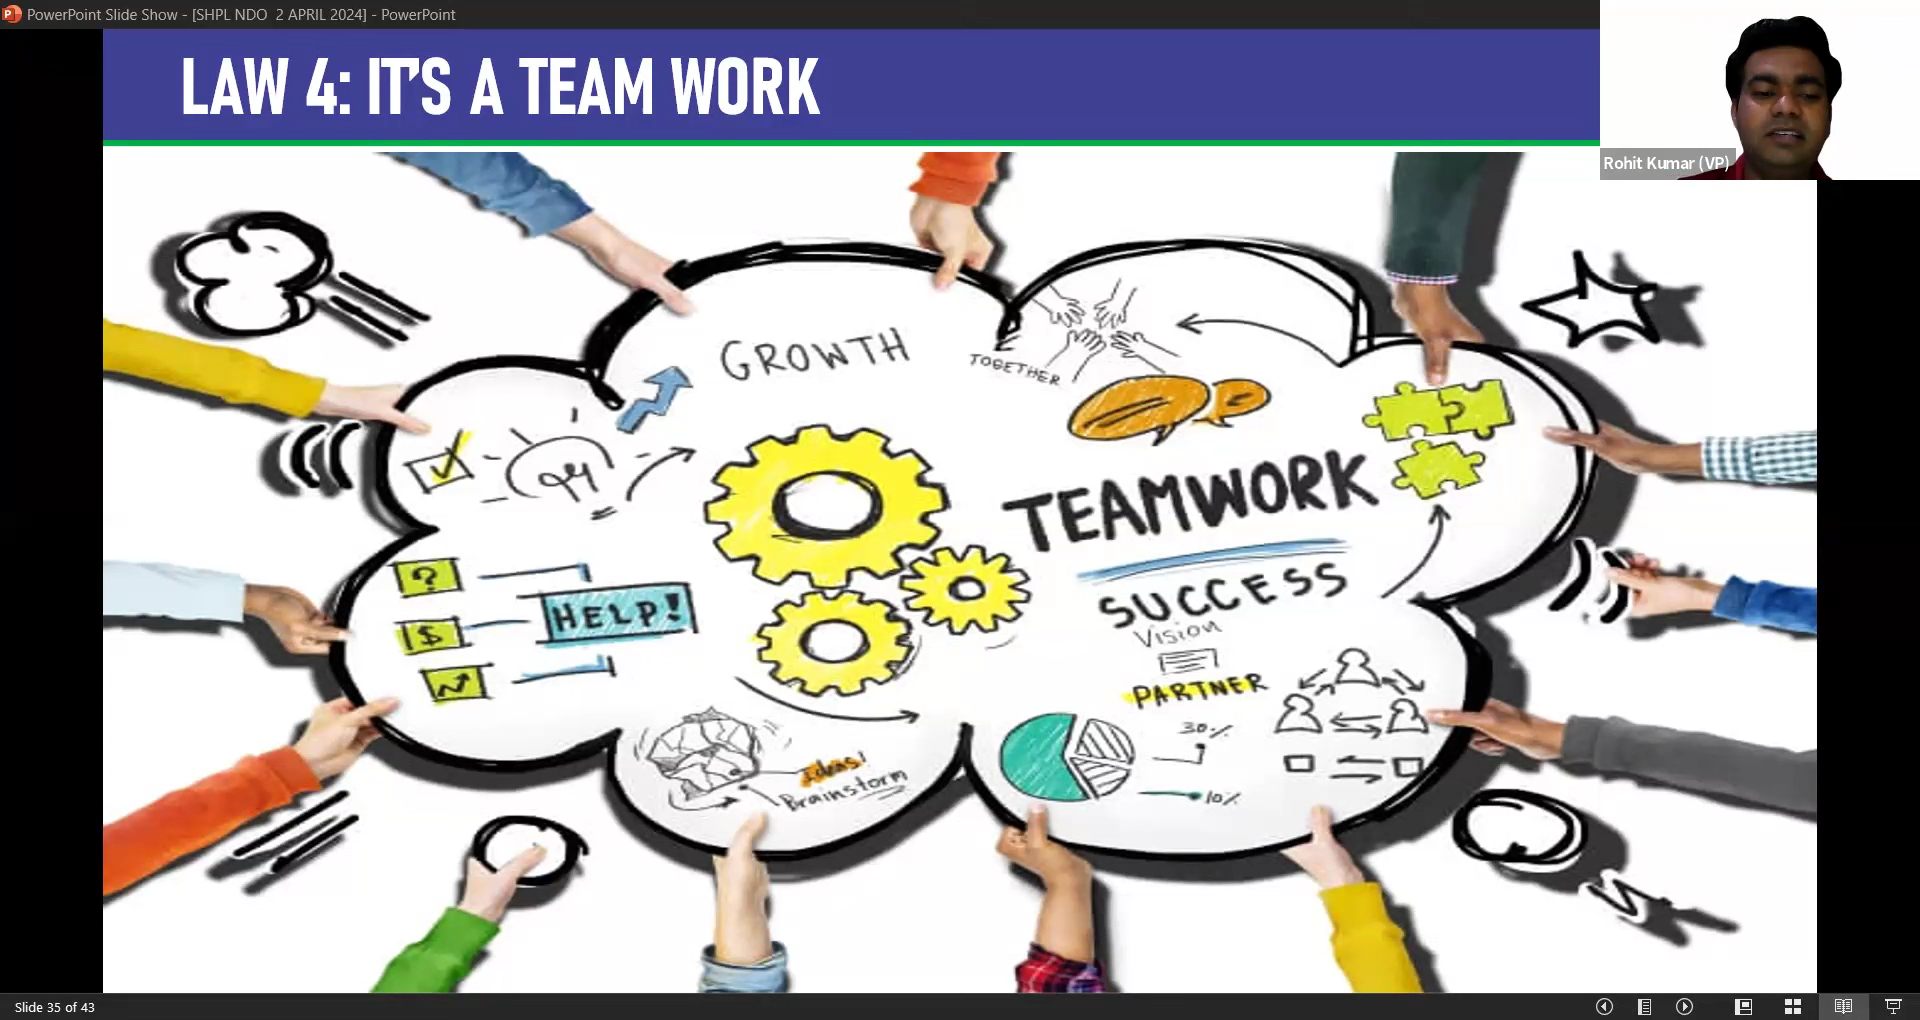 PowerPoint Slide Show - [SHPL NDO  2 APRIL 2024] - PowerPoint
LAW 4: IT'S A TEAM WORK
Rohit Kumar (VP)
GROWTH
TOGETHER
TEAMWORK
?
HELP!
$
SUCCESS
Vision
PARTNER
30%
Ideas!
Brainstorm
10%
Slide 35 of 43